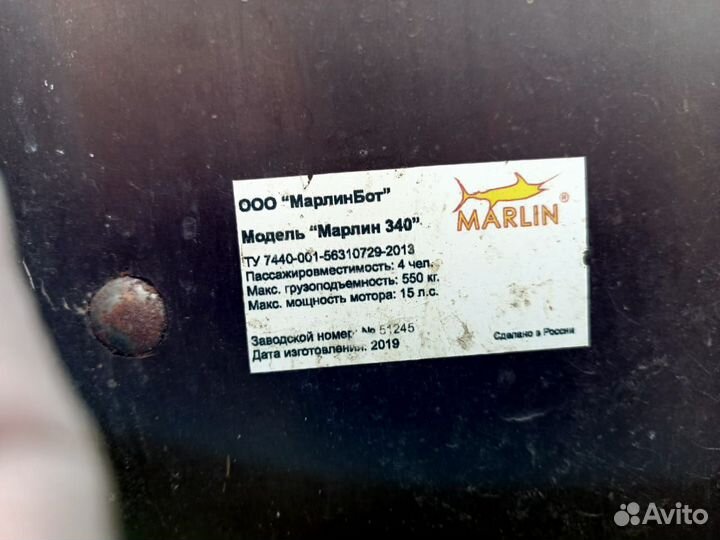 ООО "МарлинБот"
MARLIN®
Модель "Марлин 340"
ТУ 7440-001-56310729-2013
Пассажировместимость: 4 чел.
Макс. грузоподъемность: 550 кг.
Макс. мощность мотора: 15 л.с.
Заводской номер: № 51245
Дата изготовления: 2019
Сделано в России
Avito